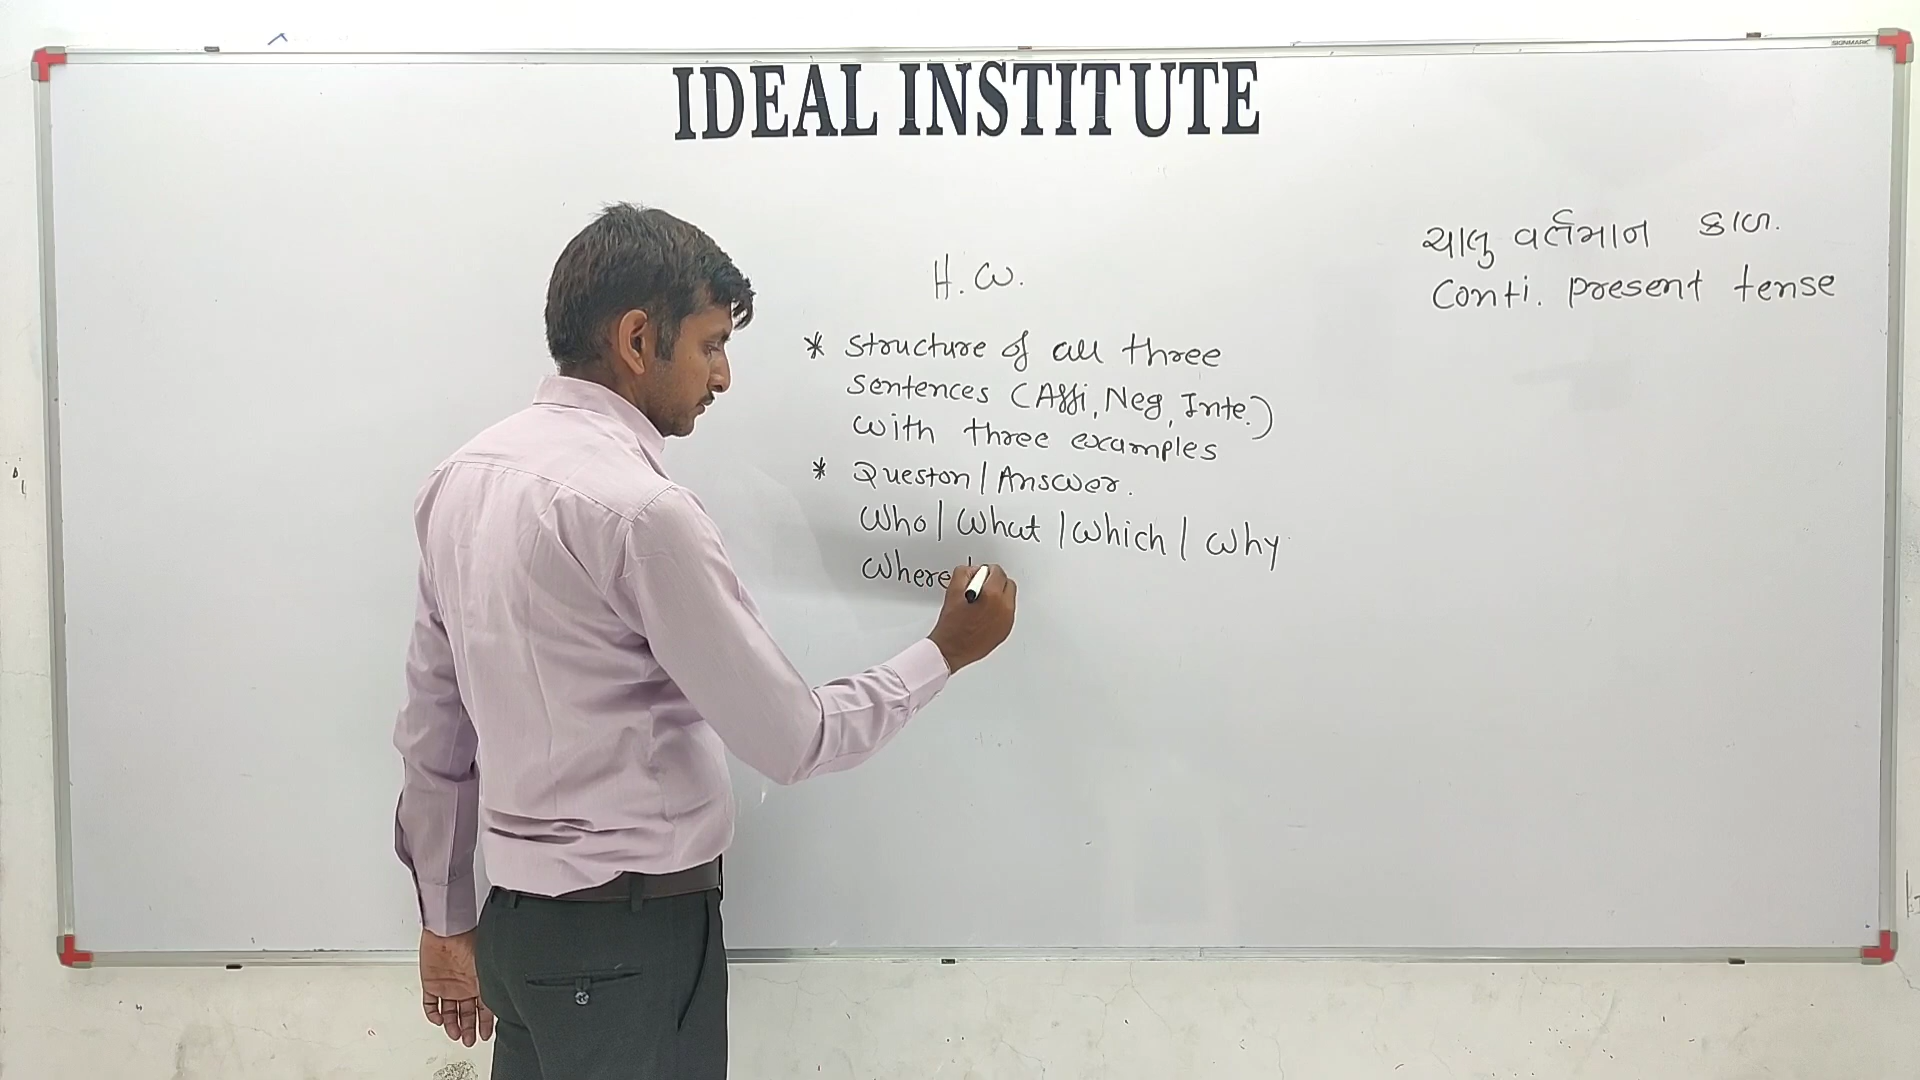 IDEAL INSTITUTE
SIGNMARK
ચાલુ વર્તમાન કાળ.
Conti. present tense
H.W.
* Structure of all three
Sentences (Affi, Neg, Inte.)
with three examples
* Queston/Answer.
Who/What/Which/Why
Where/